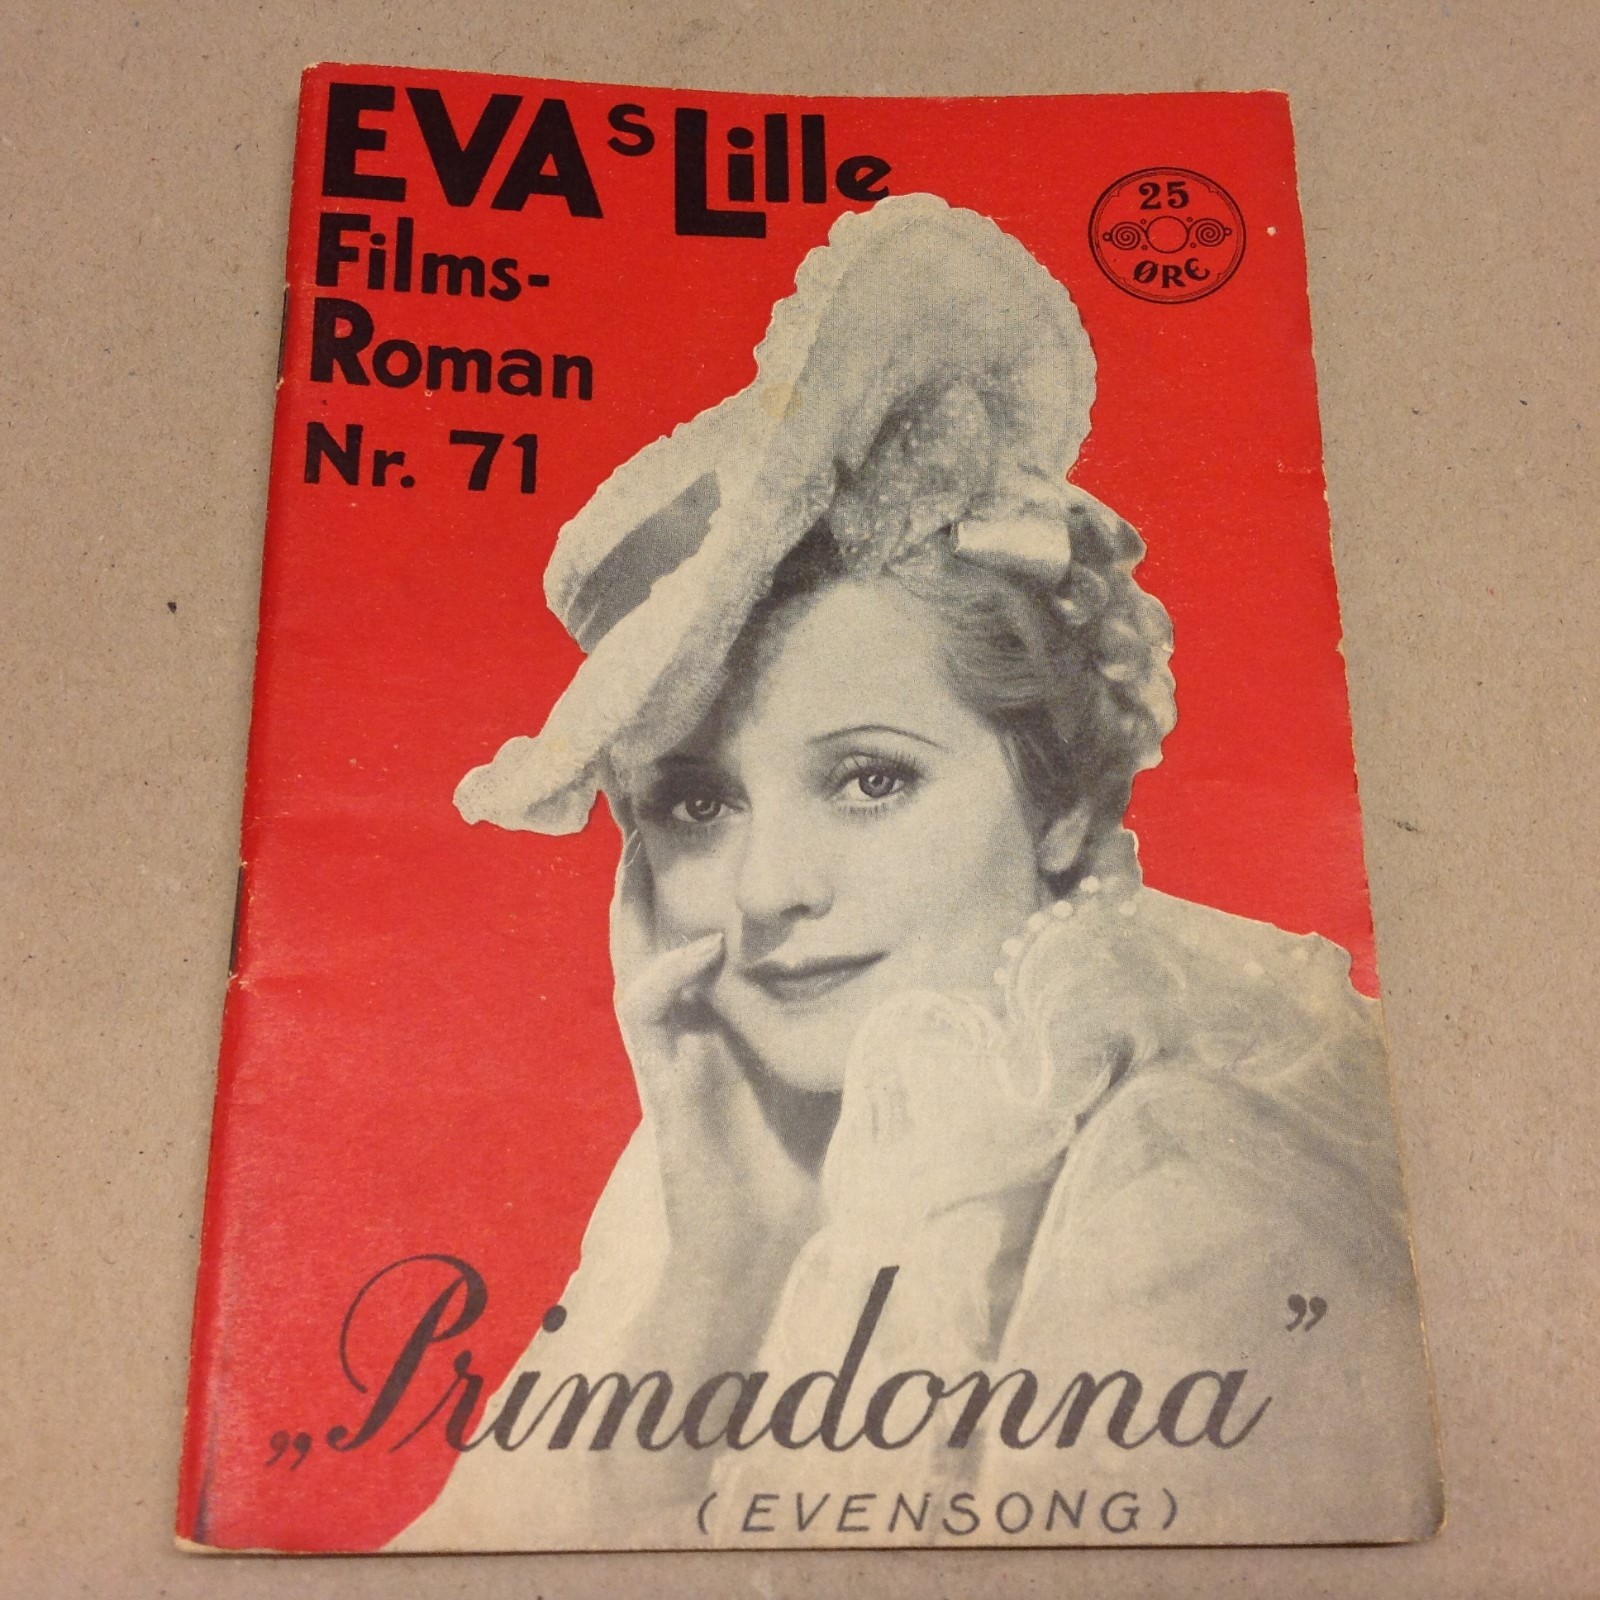 EVAs Lille
Films-
Roman
Nr. 71
25
ØRE
„Primadonna”
(EVENSONG)